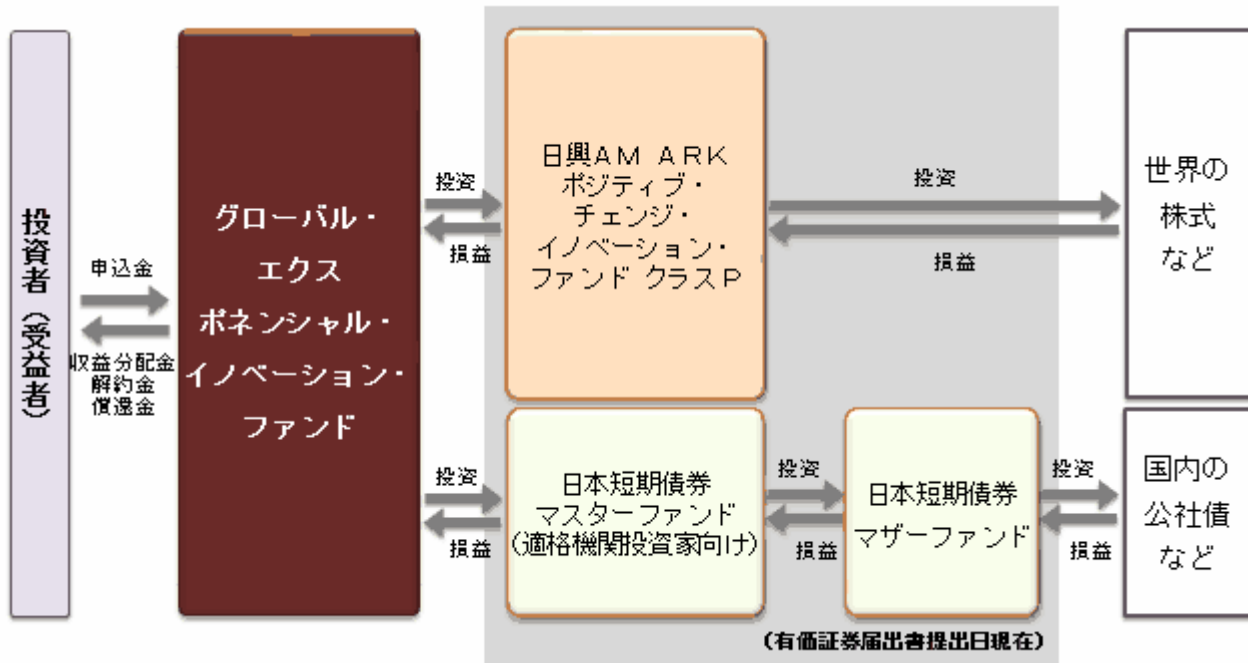 投資者（受益者）
申込金
収益分配金
解約金
償還金
グローバル・
エクス
ポネンシャル・
イノベーション・
ファンド
投資
損益
日興ＡＭ ＡＲＫ
ポジティブ・
チェンジ・
イノベーション・
ファンド クラスＰ
投資
損益
世界の
株式
など
投資
損益
日本短期債券
マスターファンド
(適格機関投資家向け)
投資
損益
日本短期債券
マザーファンド
投資
損益
国内の
公社債
など
（有価証券届出書提出日現在）